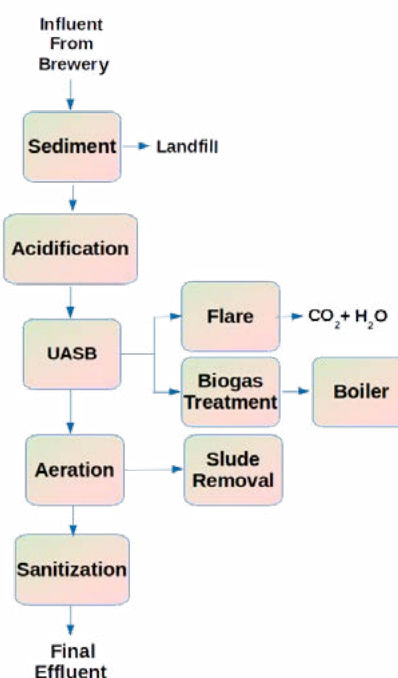 Influent
From
Brewery
Sediment
Landfill
Acidification
UASB
Flare
CO2 + H2O
Biogas
Treatment
Boiler
Aeration
Slude
Removal
Sanitization
Final
Effluent